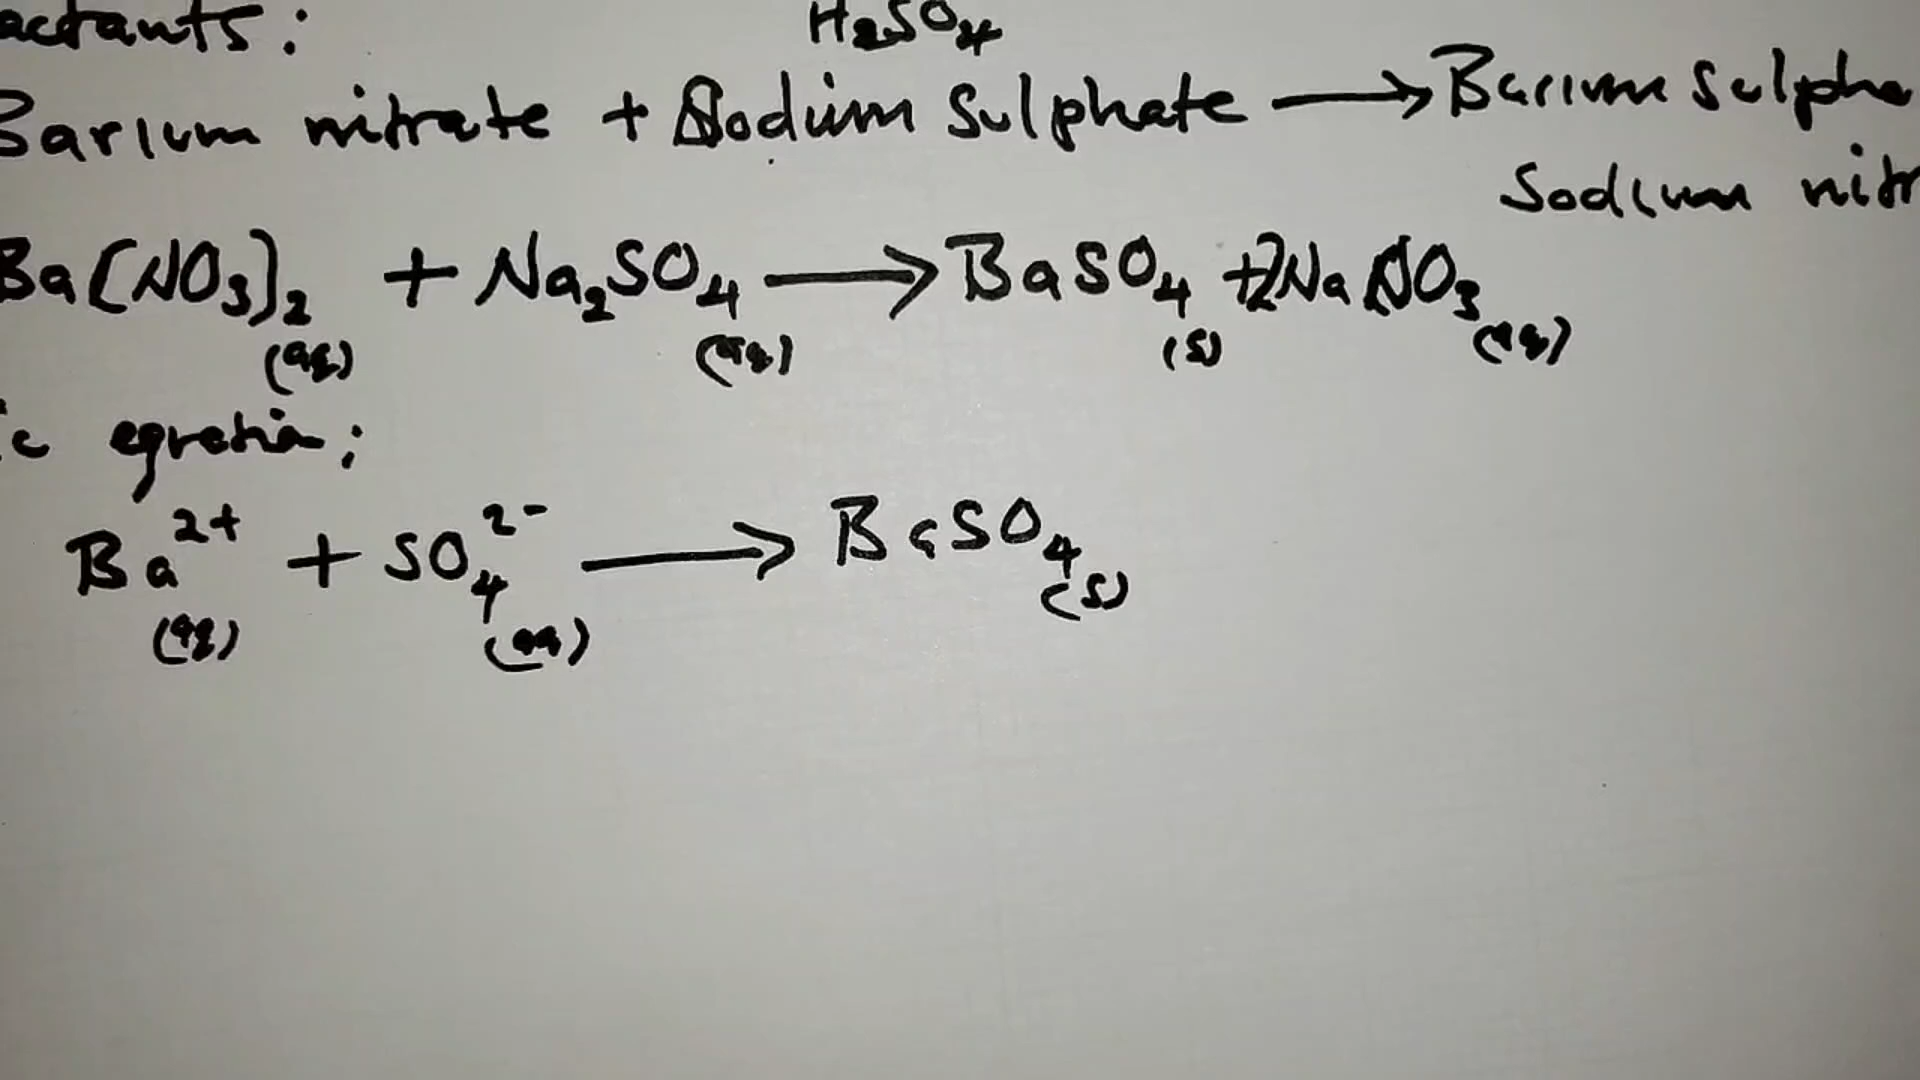 actants:
H₂SO₄
Barium nitrate + Sodium Sulphate → Barium Sulpha
Sodium nitr
Ba(NO₃)₂(aq) + Na₂SO₄(aq) → BaSO₄(s) + 2NaNO₃(aq)
ic equation;
Ba²⁺(aq) + SO₄²⁻(aq) → BaSO₄(s)